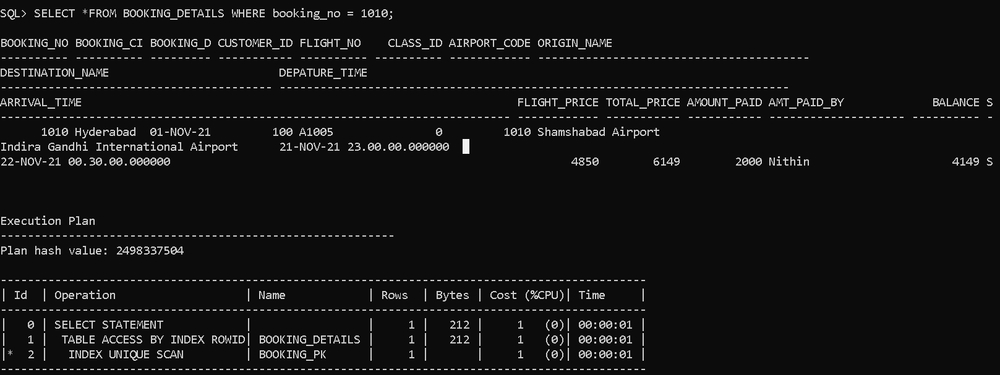 SQL> SELECT *FROM BOOKING_DETAILS WHERE booking_no = 1010;
BOOKING_NO BOOKING_CI BOOKING_D CUSTOMER_ID FLIGHT_NO    CLASS_ID AIRPORT_CODE ORIGIN_NAME
---------- ---------- --------- ----------- ---------- ---------- ------------ ----------------------------------------
DESTINATION_NAME                         DEPATURE_TIME
---------------------------------------- ---------------------------------------------------------------------------
ARRIVAL_TIME                                                                FLIGHT_PRICE TOTAL_PRICE AMOUNT_PAID AMT_PAID_BY             BALANCE S
--------------------------------------------------------------------------- ------------ ----------- ----------- -------------------- ---------- -
      1010 Hyderabad  01-NOV-21         100 A1005               0         1010 Shamshabad Airport
Indira Gandhi International Airport      21-NOV-21 23.00.00.000000
22-NOV-21 00.30.00.000000                                                           4850        6149        2000 Nithin                     4149 S
Execution Plan
----------------------------------------------------------
Plan hash value: 2498337504
-----------------------------------------------------------------------------------------------
| Id  | Operation                   | Name            | Rows  | Bytes | Cost (%CPU)| Time     |
-----------------------------------------------------------------------------------------------
|   0 | SELECT STATEMENT            |                 |     1 |   212 |     1   (0)| 00:00:01 |
|   1 |  TABLE ACCESS BY INDEX ROWID| BOOKING_DETAILS |     1 |   212 |     1   (0)| 00:00:01 |
|*  2 |   INDEX UNIQUE SCAN         | BOOKING_PK      |     1 |       |     1   (0)| 00:00:01 |
-----------------------------------------------------------------------------------------------